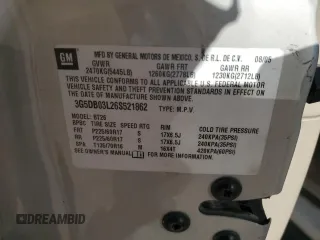 GM
MFD BY GENERAL MOTORS DE MEXICO, S. DE R.L. DE C.V. 08/05
GVWR GAWR FRT GAWR RR
2470KG(5445LB) 1260KG(2778LB) 1230KG(2712LB)
THIS VEHICLE CONFORMS TO ALL APPLICABLE U.S. FEDERAL MOTOR
VEHICLE SAFETY AND THEFT PREVENTION STANDARDS IN EFFECT ON
THE DATE OF MANUFACTURE SHOWN ABOVE.
3G5DB03L26S521862 TYPE: M.P.V.
MODEL: BT26
TIRE SIZE SPEED RTG RIM COLD TIRE PRESSURE
FRT P225/60R17 S 17X6.5J 240KPA(35PSI)
RR P225/60R17 S 17X6.5J 240KPA(35PSI)
SPA T135/70R16 M 16X4T 420KPA(60PSI)
SEE OWNER'S MANUAL FOR MORE INFORMATION
DREAMBID